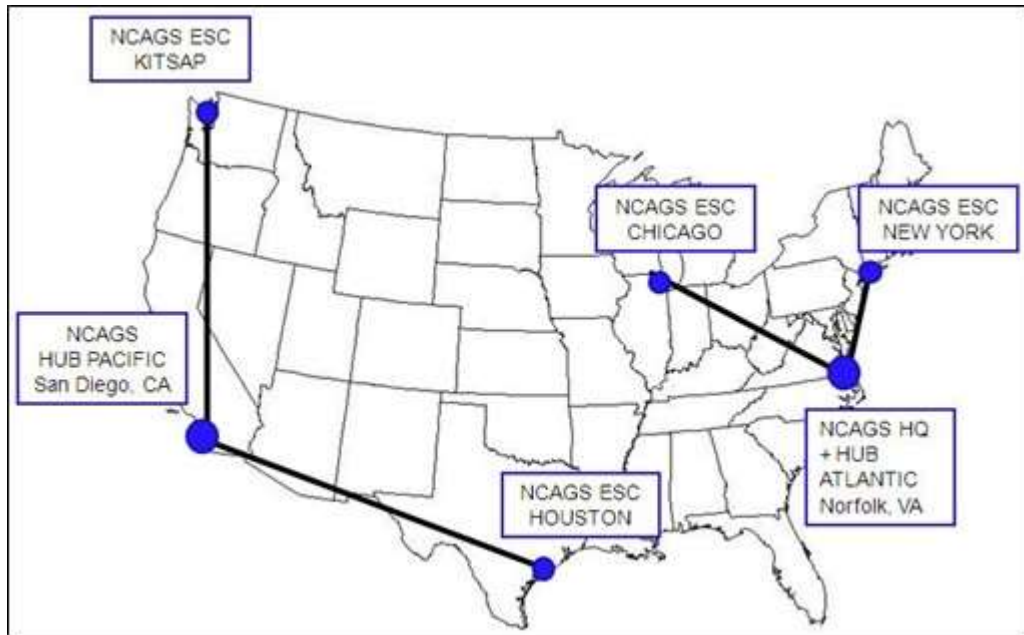 NCAGS ESC
KITSAP
NCAGS ESC
CHICAGO
NCAGS ESC
NEW YORK
NCAGS
HUB PACIFIC
San Diego, CA
NCAGS HQ
+ HUB
ATLANTIC
Norfolk, VA
NCAGS ESC
HOUSTON